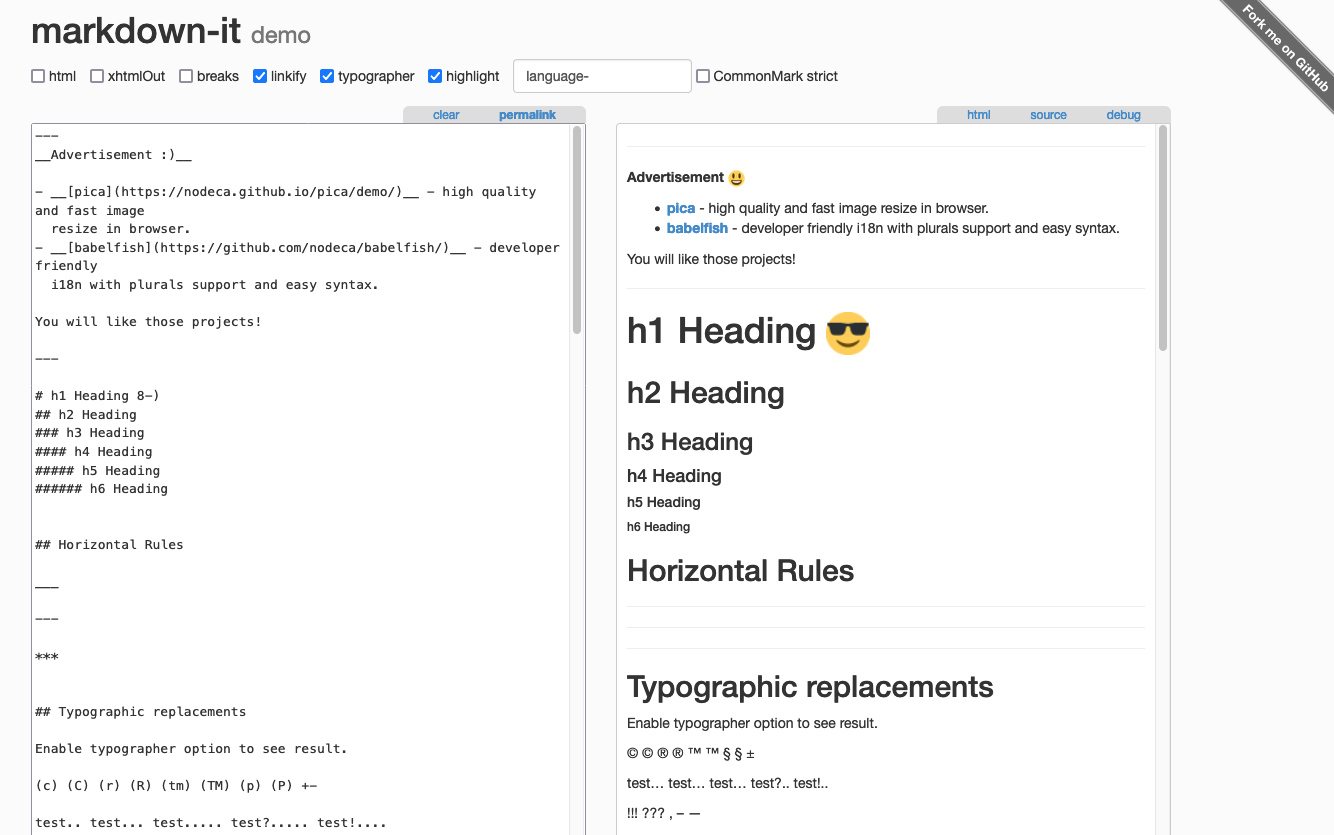 markdown-it demo
Fork me on GitHub
html xhtmlOut breaks linkify typographer highlight language- CommonMark strict
clear permalink
---
__Advertisement :)__
- __[pica](https://nodeca.github.io/pica/demo/)__ - high quality
and fast image
resize in browser.
- __[babelfish](https://github.com/nodeca/babelfish/)__ - developer
friendly
i18n with plurals support and easy syntax.
You will like those projects!
---
# h1 Heading 8-)
## h2 Heading
### h3 Heading
#### h4 Heading
##### h5 Heading
###### h6 Heading
## Horizontal Rules
___
---
***
## Typographic replacements
Enable typographer option to see result.
(c) (C) (r) (R) (tm) (TM) (p) (P) +-
test.. test... test..... test?..... test!....
html source debug
Advertisement 😃
• pica - high quality and fast image resize in browser.
• babelfish - developer friendly i18n with plurals support and easy syntax.
You will like those projects!
h1 Heading 😎
h2 Heading
h3 Heading
h4 Heading
h5 Heading
h6 Heading
Horizontal Rules
Typographic replacements
Enable typographer option to see result.
© © ® ® ™ ™ § § ±
test… test… test… test?.. test!..
!!! ??? , – —